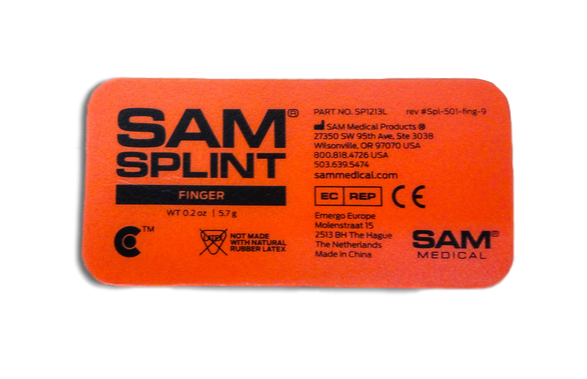 SAM®
SPLINT
FINGER
WT 0.2 oz | 5.7 g
TM
LATEX
NOT MADE
WITH NATURAL
RUBBER LATEX
PART NO. SP1213L rev #Spl-501-fing-9
SAM Medical Products ®
27350 SW 95th Ave, Ste 3038
Wilsonville, OR 97070 USA
800.818.4726 USA
503.639.5474
sammedical.com
EC REP CE
Emergo Europe
Molenstraat 15
2513 BH The Hague
The Netherlands
Made in China
SAM®
MEDICAL